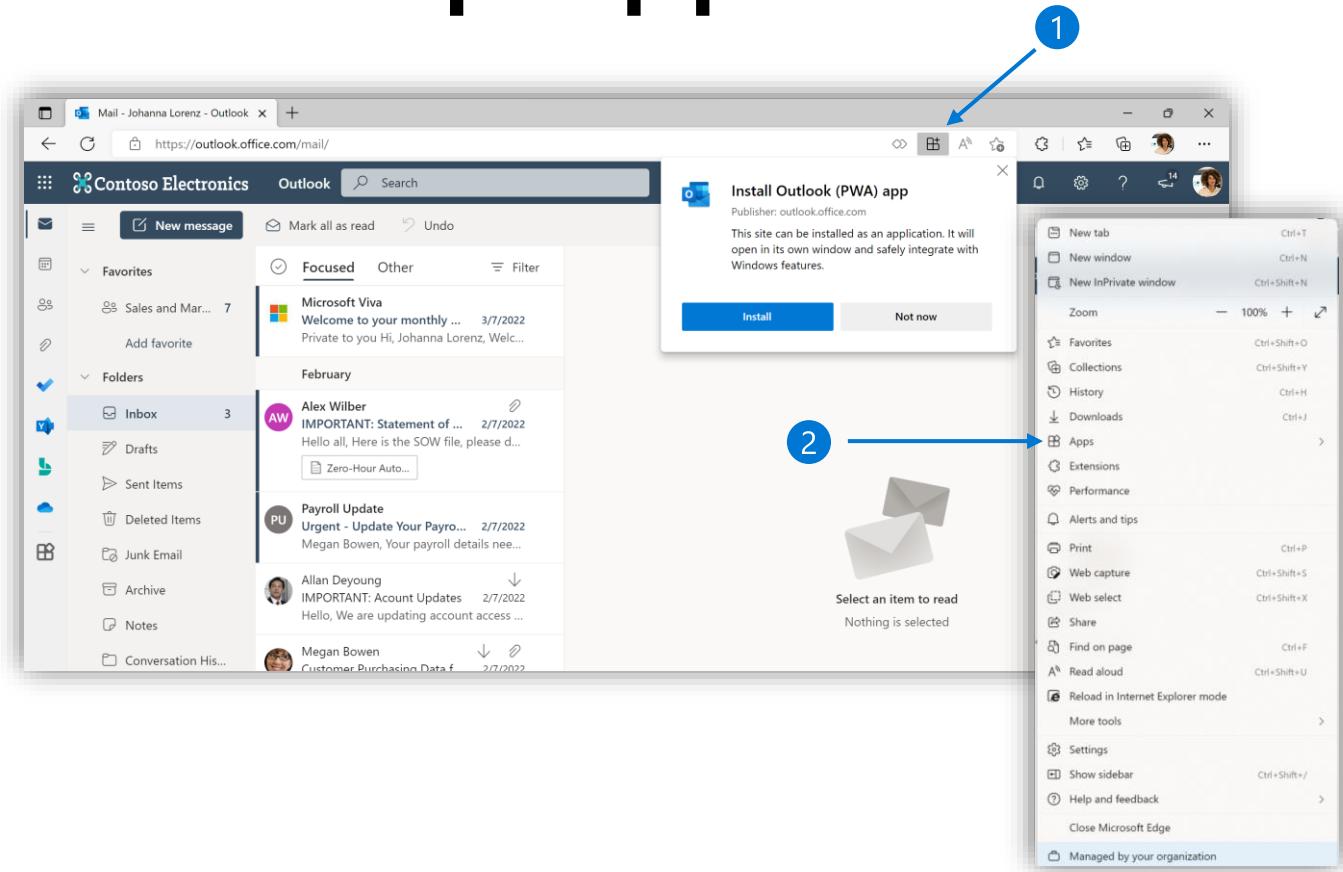 1
Mail - Johanna Lorenz - Outlook
https://outlook.office.com/mail/
Contoso Electronics
Outlook
Search
14
New message
Mark all as read
Undo
Favorites
Sales and Mar... 7
Add favorite
Folders
Inbox 3
Drafts
Sent Items
Deleted Items
Junk Email
Archive
Notes
Conversation His...
Focused Other Filter
Microsoft Viva
Welcome to your monthly ... 3/7/2022
Private to you Hi, Johanna Lorenz, Welc...
February
AW
Alex Wilber
IMPORTANT: Statement of ... 2/7/2022
Hello all, Here is the SOW file, please d...
Zero-Hour Auto...
PU
Payroll Update
Urgent - Update Your Payro... 2/7/2022
Megan Bowen, Your payroll details nee...
Allan Deyoung
IMPORTANT: Acount Updates 2/7/2022
Hello, We are updating account access ...
Megan Bowen
Customer Purchasing Data f... 2/7/2022
Install Outlook (PWA) app
Publisher: outlook.office.com
This site can be installed as an application. It will
open in its own window and safely integrate with
Windows features.
Install
Not now
Select an item to read
Nothing is selected
2
New tab Ctrl+T
New window Ctrl+N
New InPrivate window Ctrl+Shift+N
Zoom — 100% +
Favorites Ctrl+Shift+O
Collections Ctrl+Shift+Y
History Ctrl+H
Downloads Ctrl+J
Apps
Extensions
Performance
Alerts and tips
Print Ctrl+P
Web capture Ctrl+Shift+S
Web select Ctrl+Shift+X
Share
Find on page Ctrl+F
Read aloud Ctrl+Shift+U
Reload in Internet Explorer mode
More tools
Settings
Show sidebar Ctrl+Shift+/
Help and feedback
Close Microsoft Edge
Managed by your organization